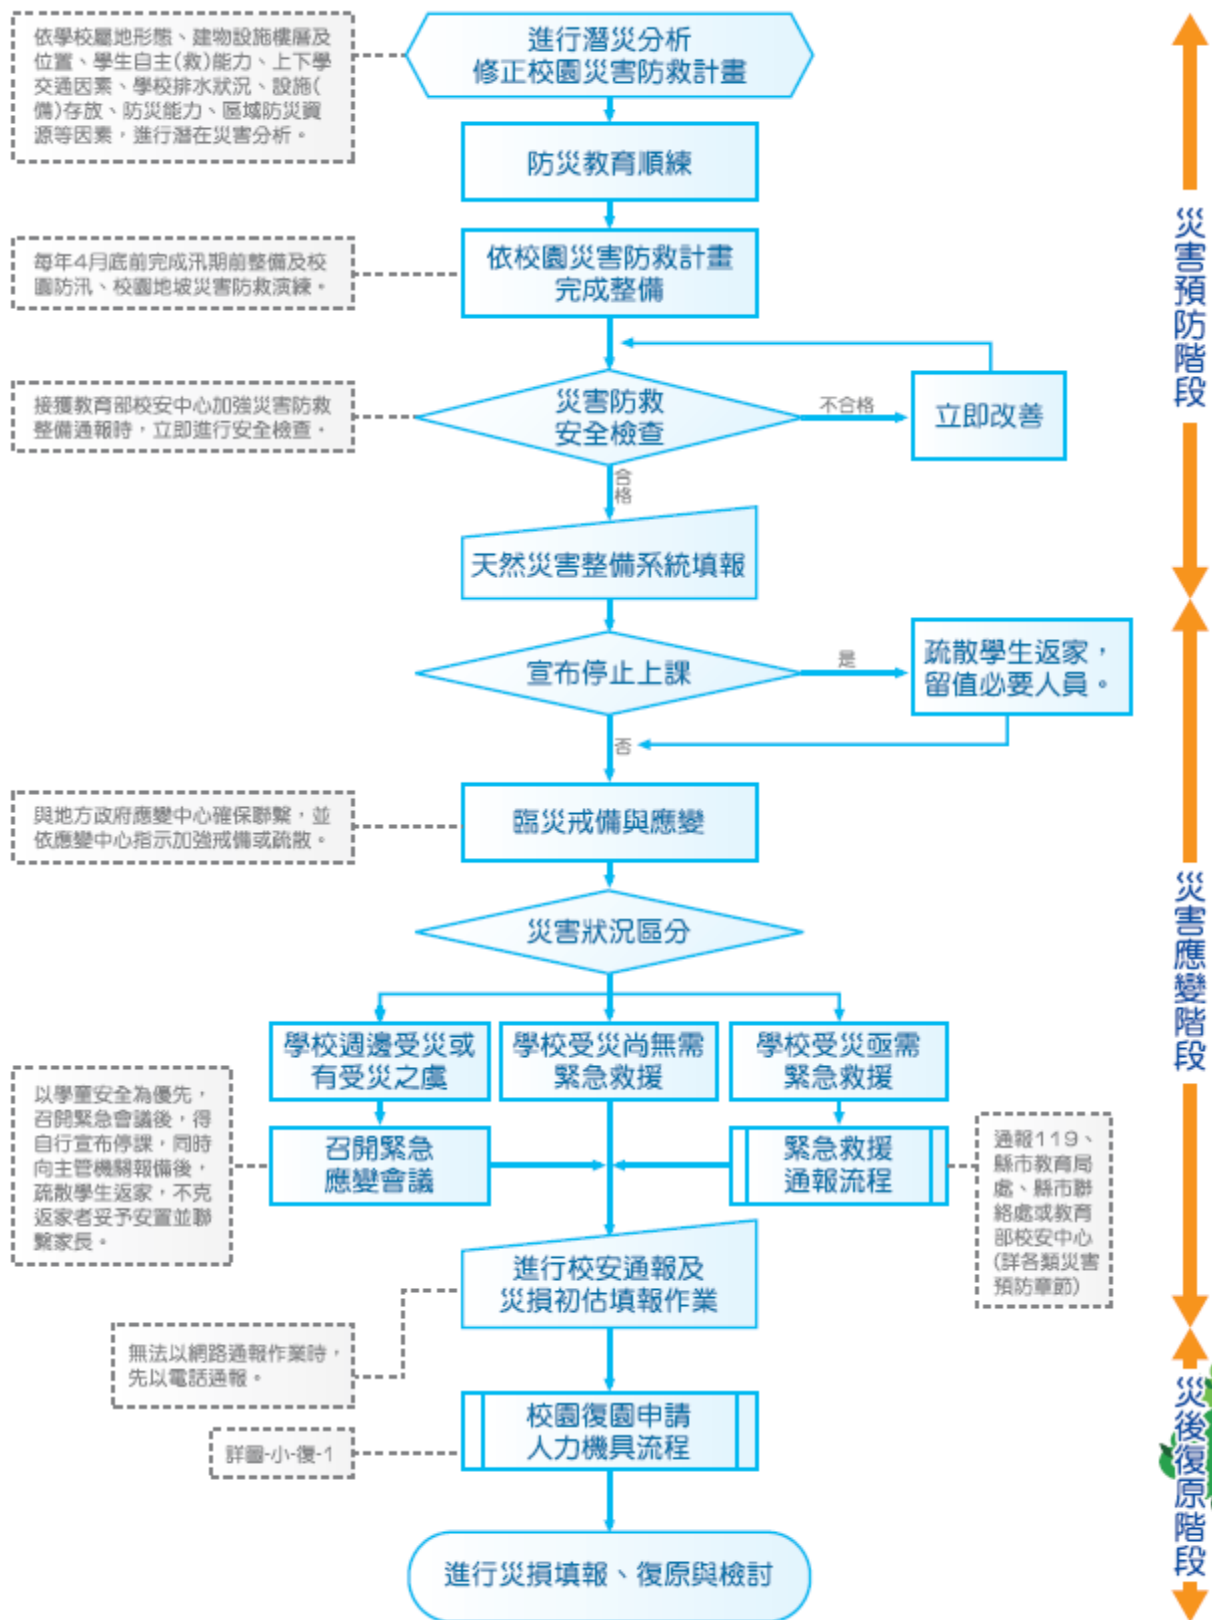 依學校屬地形態、建物設施樓層及
位置、學生自主(救)能力、上下學
交通因素、學校排水狀況、設施(
備)存放、防災能力、區域防災資
源等因素，進行潛在災害分析。
進行潛災分析
修正校園災害防救計畫
防災教育順練
每年4月底前完成汛期前整備及校
園防汛、校園地坡災害防救演練。
依校園災害防救計畫
完成整備
災害預防階段
接獲教育部校安中心加強災害防救
整備通報時，立即進行安全檢查。
災害防救
安全檢查
不合格
立即改善
合格
天然災害整備系統填報
宣布停止上課
是
疏散學生返家，
留值必要人員。
否
與地方政府應變中心確保聯繫，並
依應變中心指示加強戒備或疏散。
臨災戒備與應變
災害狀況區分
災害應變階段
學校週邊受災或
有受災之虞
學校受災尚無需
緊急救援
學校受災亟需
緊急救援
以學童安全為優先，
召開緊急會議後，得
自行宣布停課，同時
向主管機關報備後，
疏散學生返家，不克
返家者妥予安置並聯
繫家長。
召開緊急
應變會議
緊急救援
通報流程
通報119、
縣市教育局
處、縣市聯
絡處或教育
部校安中心
(詳各類災害
預防章節)
進行校安通報及
災損初估填報作業
無法以網路通報作業時，
先以電話通報。
校園復園申請
人力機具流程
詳圖-小-復-1
災後復原階段
進行災損填報、復原與檢討